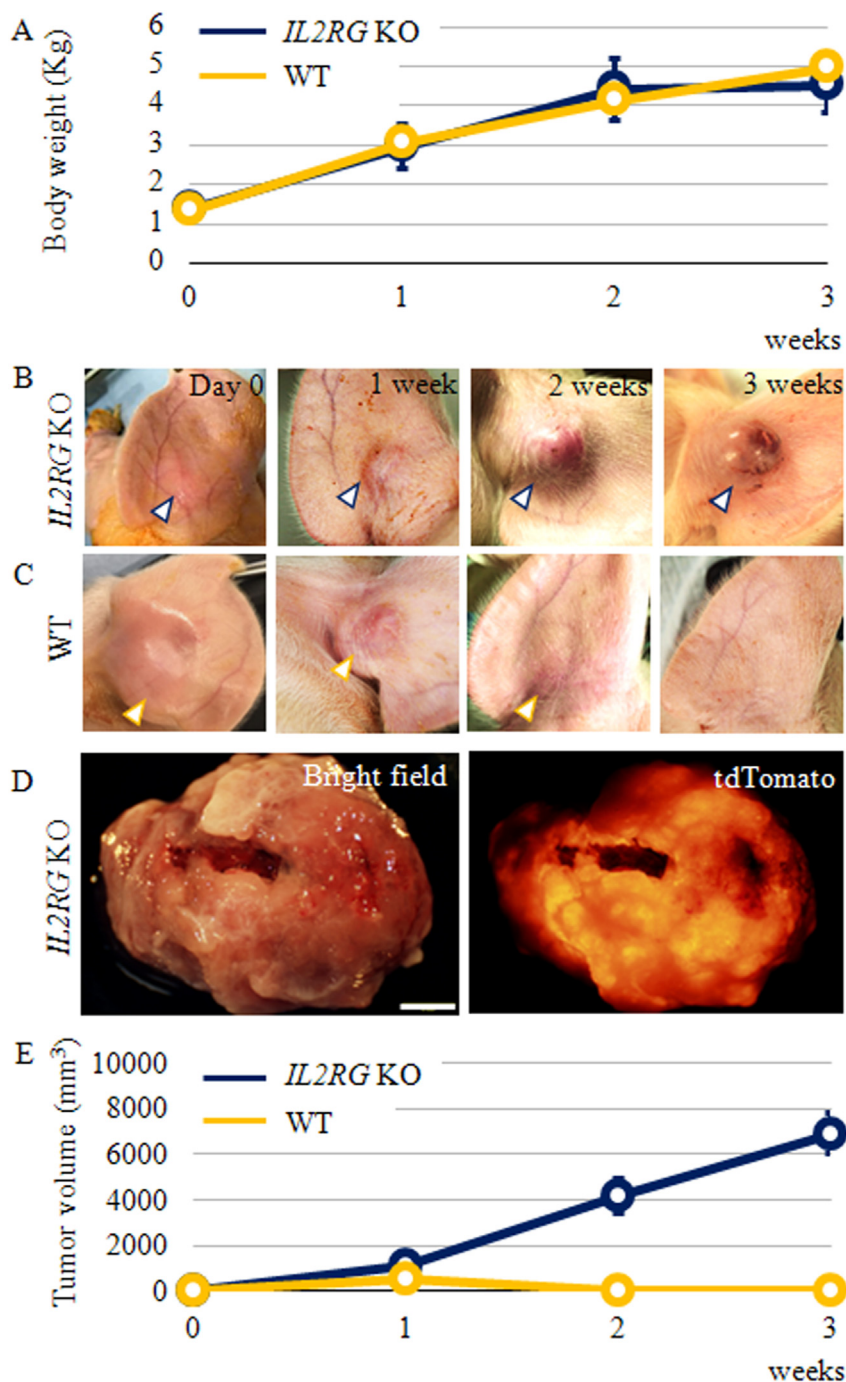 A
Body weight (Kg)
6
5
4
3
2
1
0
IL2RG KO
WT
0 1 2 3
weeks
B
IL2RG KO
Day 0
1 week
2 weeks
3 weeks
C
WT
D
IL2RG KO
Bright field
tdTomato
E
Tumor volume (mm³)
10000
8000
6000
4000
2000
0
IL2RG KO
WT
0 1 2 3
weeks